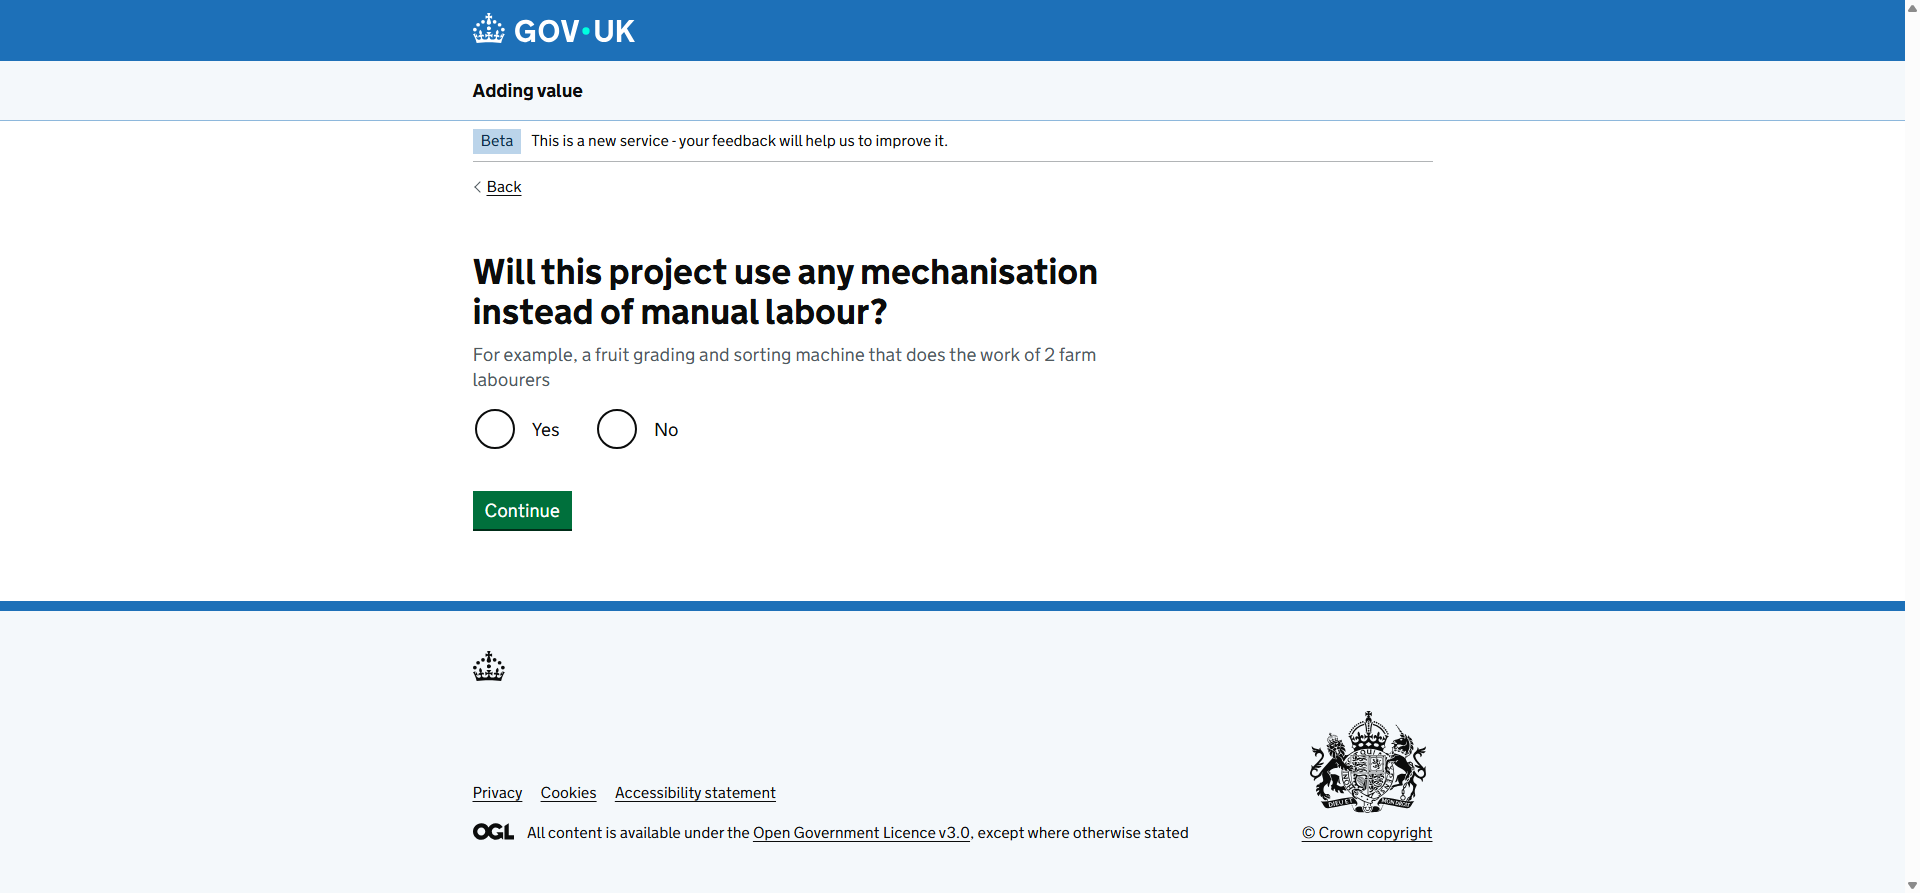 GOV·UK
Adding value
Beta This is a new service - your feedback will help us to improve it.
Back
Will this project use any mechanisation
instead of manual labour?
For example, a fruit grading and sorting machine that does the work of 2 farm
labourers
Yes No
Continue
Privacy Cookies Accessibility statement
DIEU ET MON DROIT
OGL All content is available under the Open Government Licence v3.0, except where otherwise stated
© Crown copyright